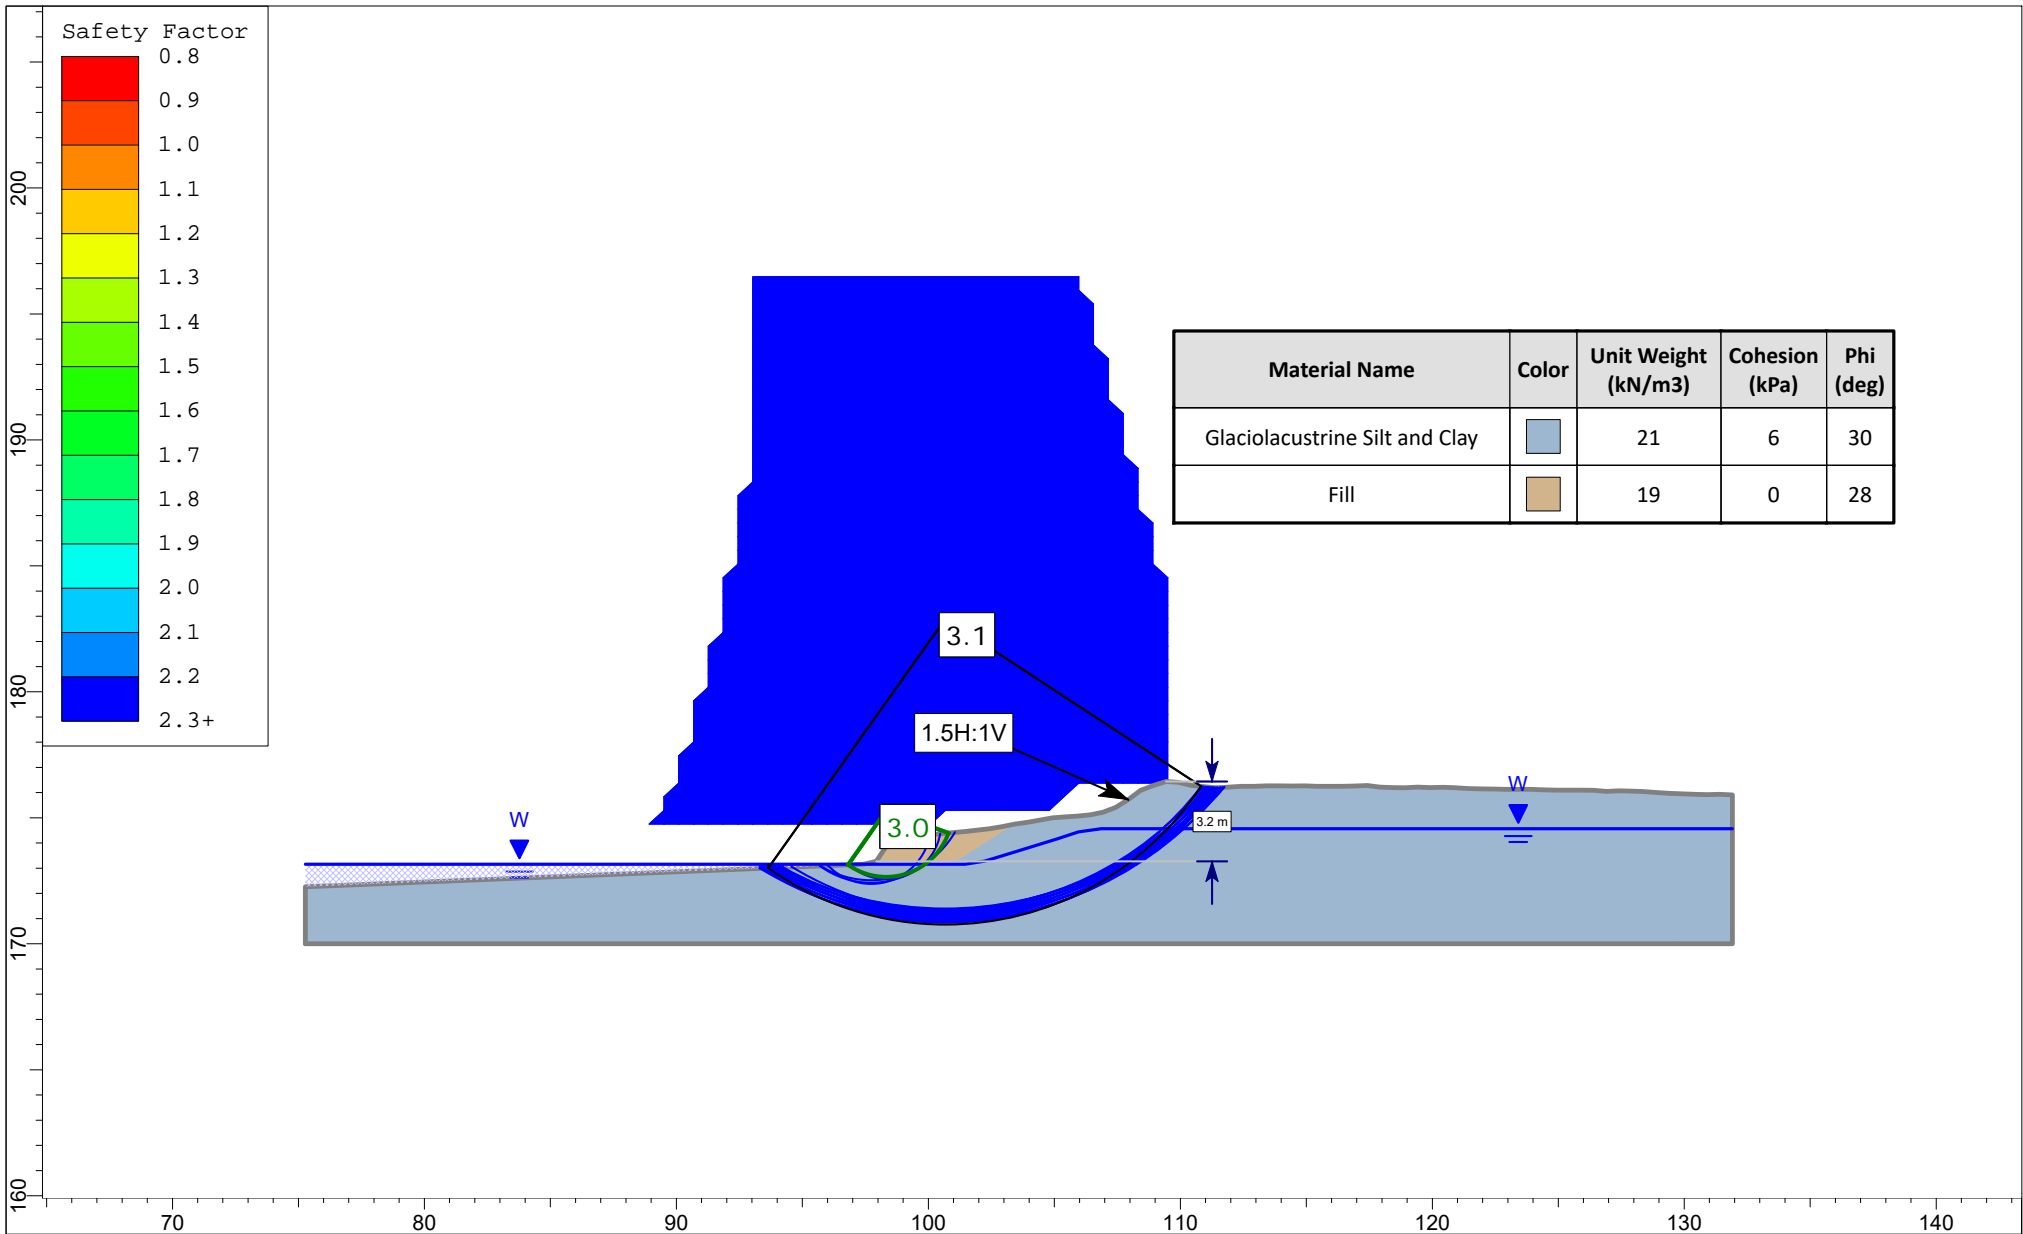 Safety Factor
0.8
0.9
1.0
1.1
1.2
1.3
1.4
1.5
1.6
1.7
1.8
1.9
2.0
2.1
2.2
2.3+
Material Name Color Unit Weight (kN/m3) Cohesion (kPa) Phi (deg)
Glaciolacustrine Silt and Clay 21 6 30
Fill 19 0 28
3.1
1.5H:1V
3.0
3.2 m
W
W
200
190
180
170
160
70 80 90 100 110 120 130 140